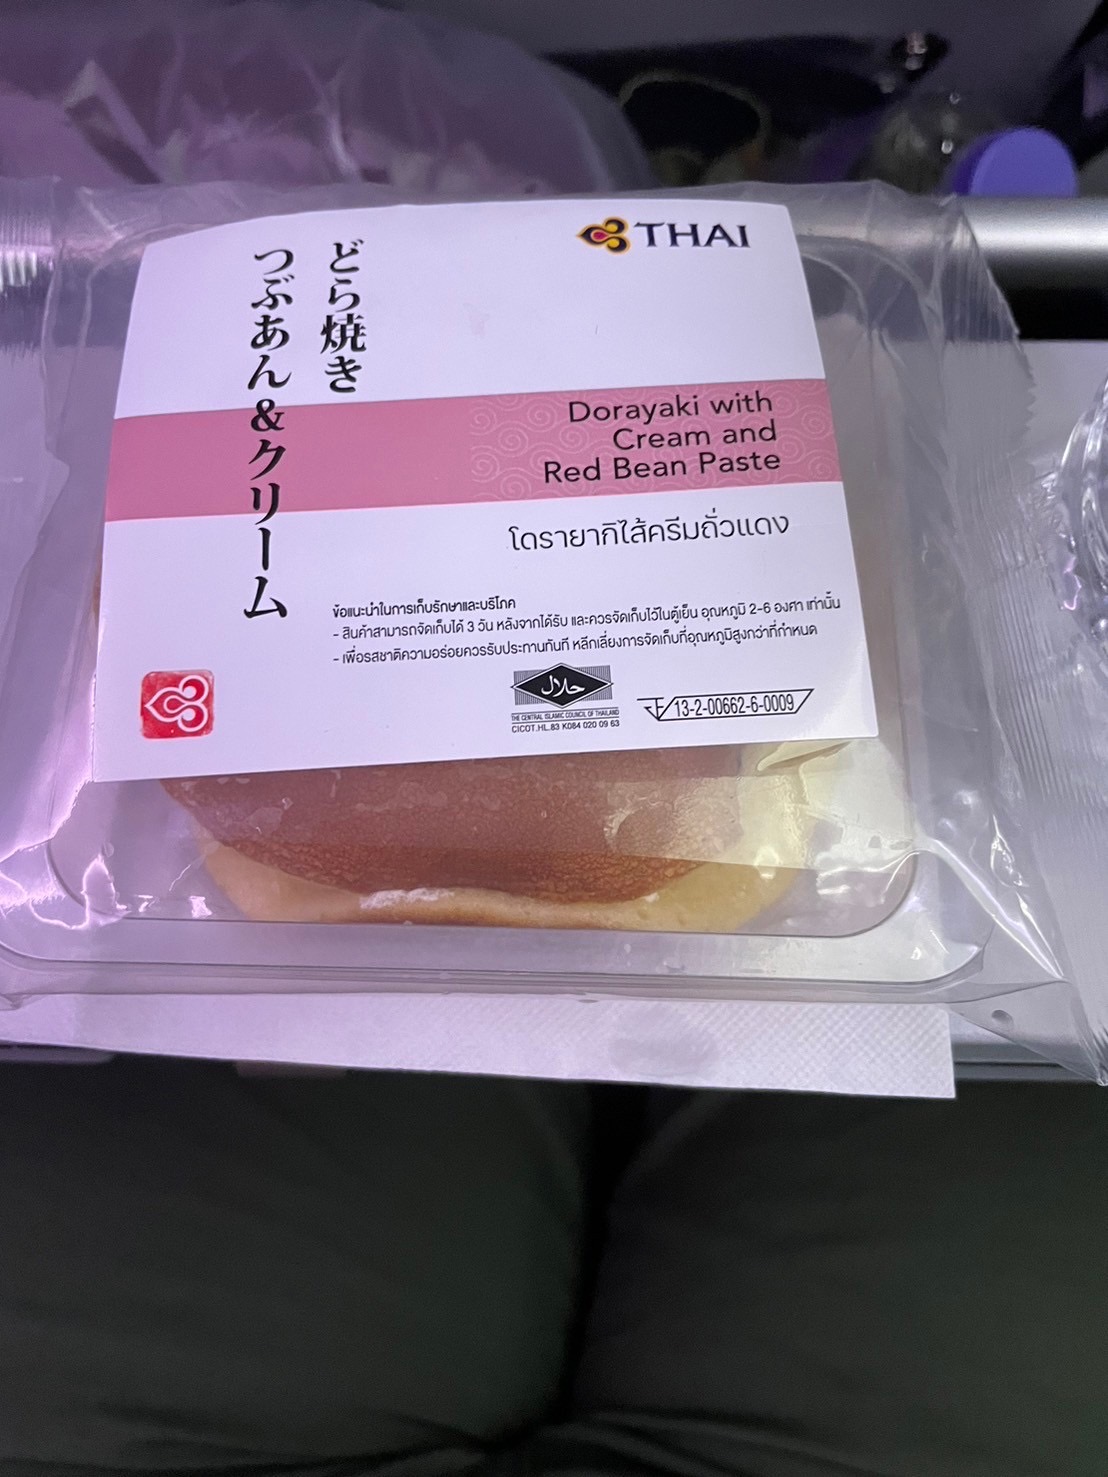 THAI
どら焼き
つぶあん&クリーム
Dorayaki with
Cream and
Red Bean Paste
โดรายากิไส้ครีมถั่วแดง
ข้อแนะนำในการเก็บรักษาและบริโภค
- สินค้าสามารถจัดเก็บได้ 3 วัน หลังจากได้รับ และควรจัดเก็บไว้ในตู้เย็น อุณหภูมิ 2-6 องศา เท่านั้น
- เพื่อรสชาติความอร่อยควรรับประทานทันที หลีกเลี่ยงการจัดเก็บที่อุณหภูมิสูงกว่าที่กำหนด
حلال
THE CENTRAL ISLAMIC COUNCIL OF THAILAND
CICOT.HL.83 K084 020 09 63
13-2-00662-6-0009